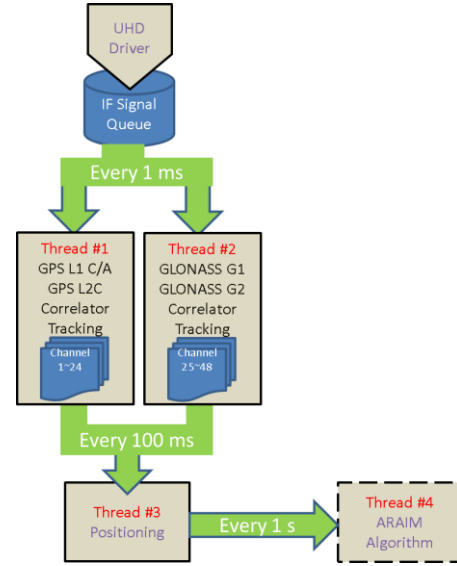 UHD
Driver
IF Signal
Queue
Every 1 ms
Thread #1
GPS L1 C/A
GPS L2C
Correlator
Tracking
Channel
1~24
Thread #2
GLONASS G1
GLONASS G2
Correlator
Tracking
Channel
25~48
Every 100 ms
Thread #3
Positioning
Every 1 s
Thread #4
ARAIM
Algorithm